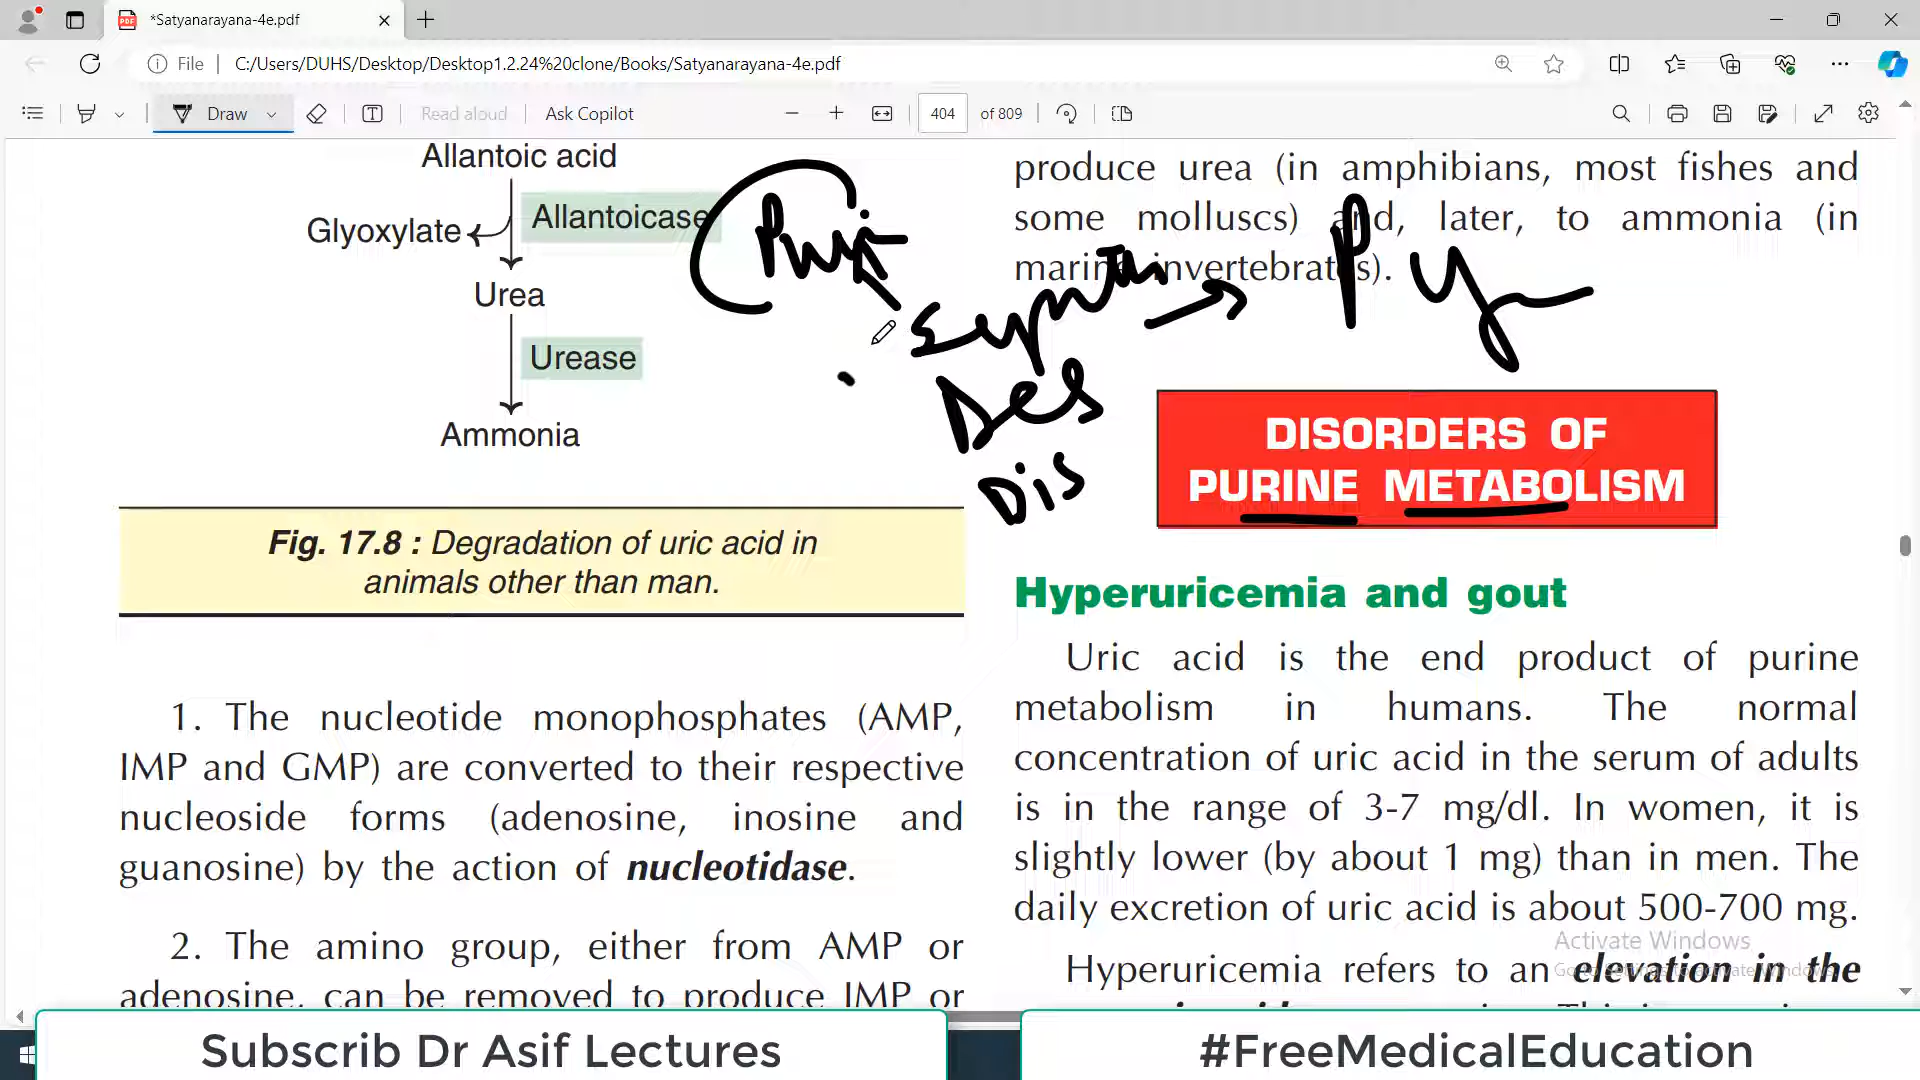 *Satyanarayana-4e.pdf
File
C:/Users/DUHS/Desktop/Desktop1.2.24%20clone/Books/Satyanarayana-4e.pdf
Draw
Read aloud
Ask Copilot
404 of 809
Allantoic acid
Allantoicase
Glyoxylate
Urea
Urease
Ammonia
Fig. 17.8 : Degradation of uric acid in
animals other than man.
1. The nucleotide monophosphates (AMP,
IMP and GMP) are converted to their respective
nucleoside forms (adenosine, inosine and
guanosine) by the action of nucleotidase.
2. The amino group, either from AMP or
adenosine, can be removed to produce IMP or
produce urea (in amphibians, most fishes and
some molluscs) and, later, to ammonia (in
marine invertebrates).
Py
Des
Dis
DISORDERS OF
PURINE METABOLISM
Hyperuricemia and gout
Uric acid is the end product of purine
metabolism in humans. The normal
concentration of uric acid in the serum of adults
is in the range of 3-7 mg/dl. In women, it is
slightly lower (by about 1 mg) than in men. The
daily excretion of uric acid is about 500-700 mg.
Hyperuricemia refers to an elevation in the
Activate Windows
Go to Settings to activate Windows.
Subscrib Dr Asif Lectures
#FreeMedicalEducation